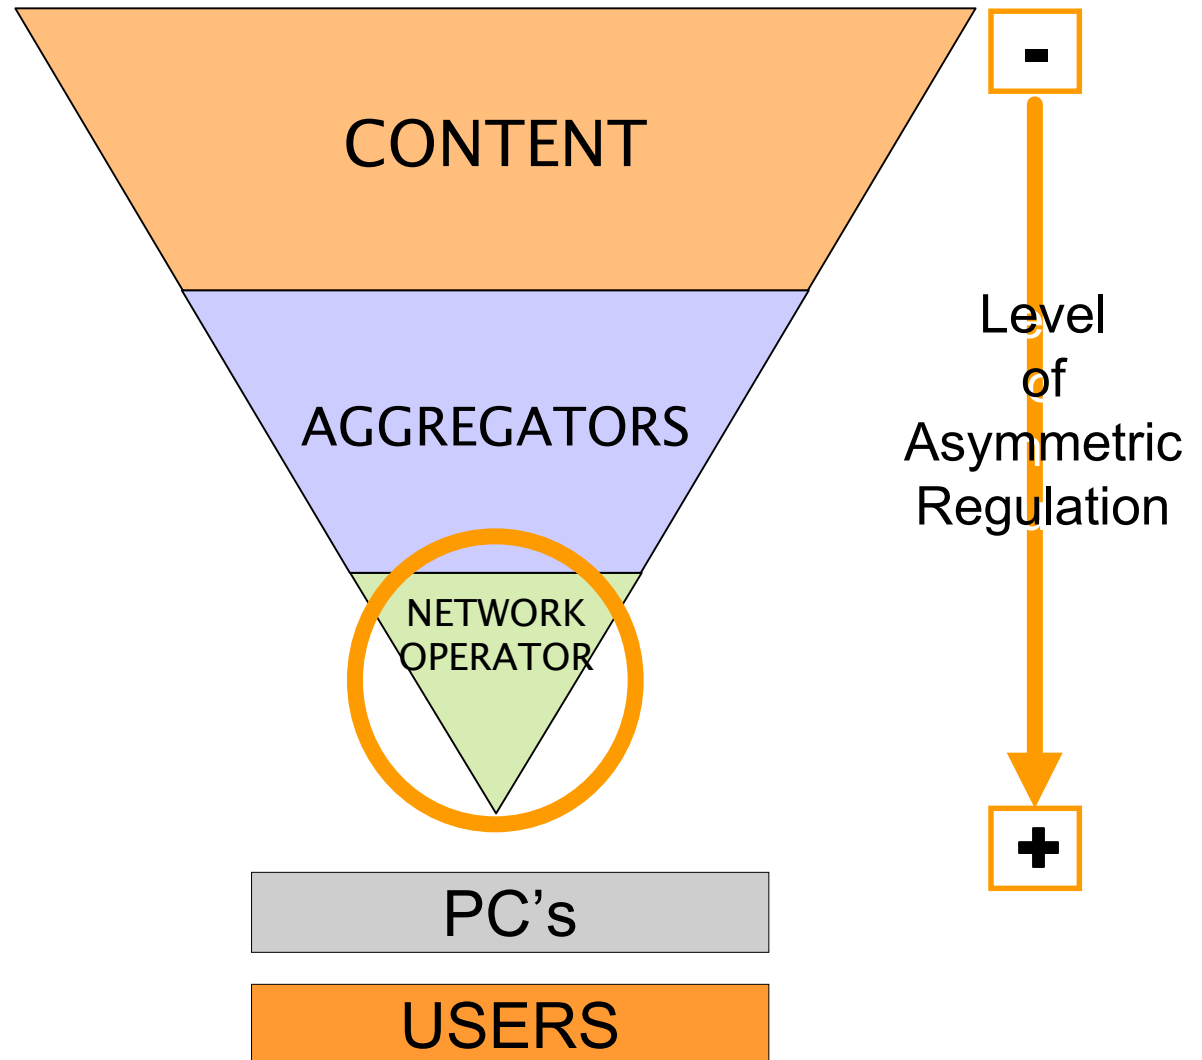 CONTENT
AGGREGATORS
NETWORK
OPERATOR
PC’s
USERS
-
Level
of
Asymmetric
Regulation
+